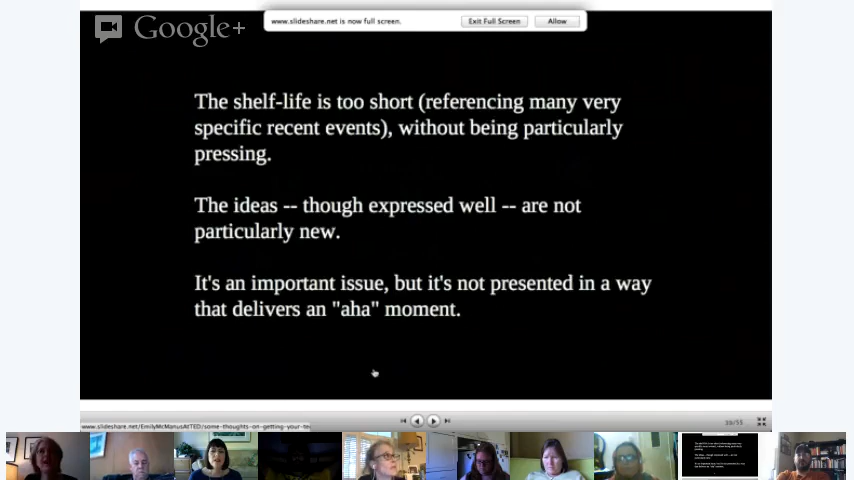 www.slideshare.net is now full screen.
Exit Full Screen
Allow
Google+
The shelf-life is too short (referencing many very
specific recent events), without being particularly
pressing.
The ideas -- though expressed well -- are not
particularly new.
It's an important issue, but it's not presented in a way
that delivers an "aha" moment.
39/55
www.slideshare.net/EmilyMcManusAtTED/some-thoughts-on-getting-your-te